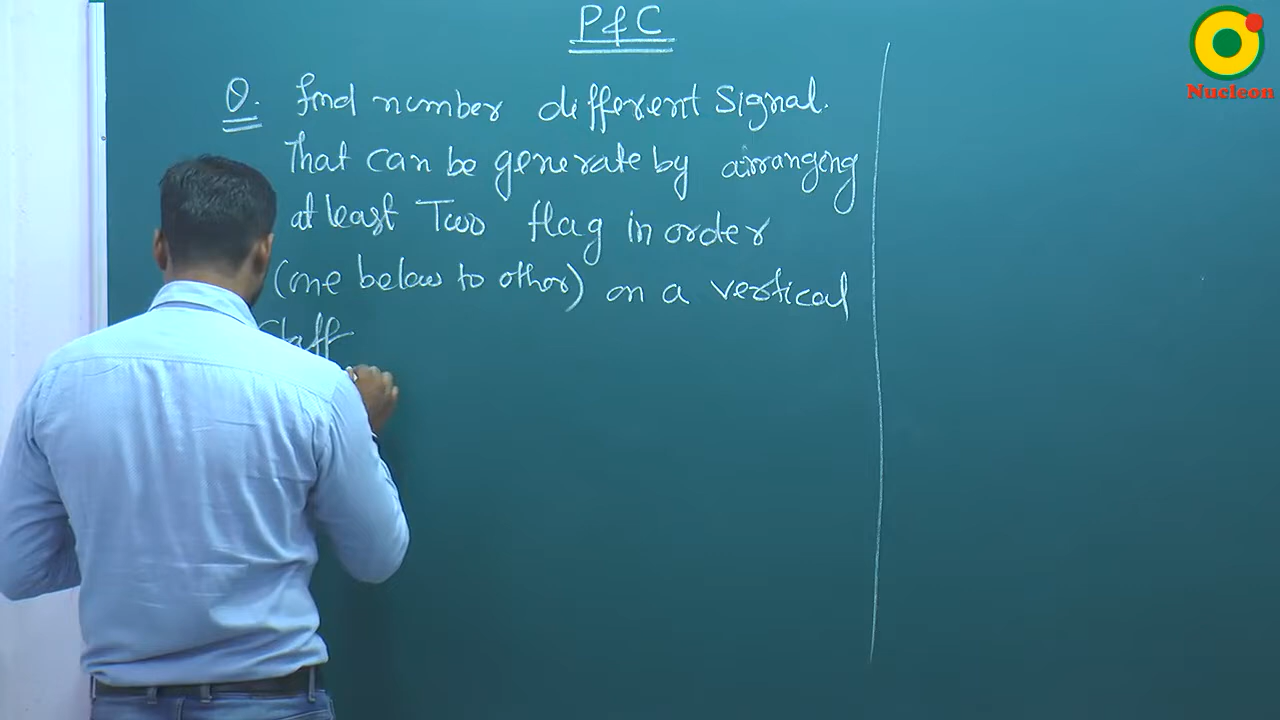 P & C
Q. find number different Signal.
That can be generate by arranging
at least Two flag in order
(one below to other) on a vertical
Staff
Nucleon